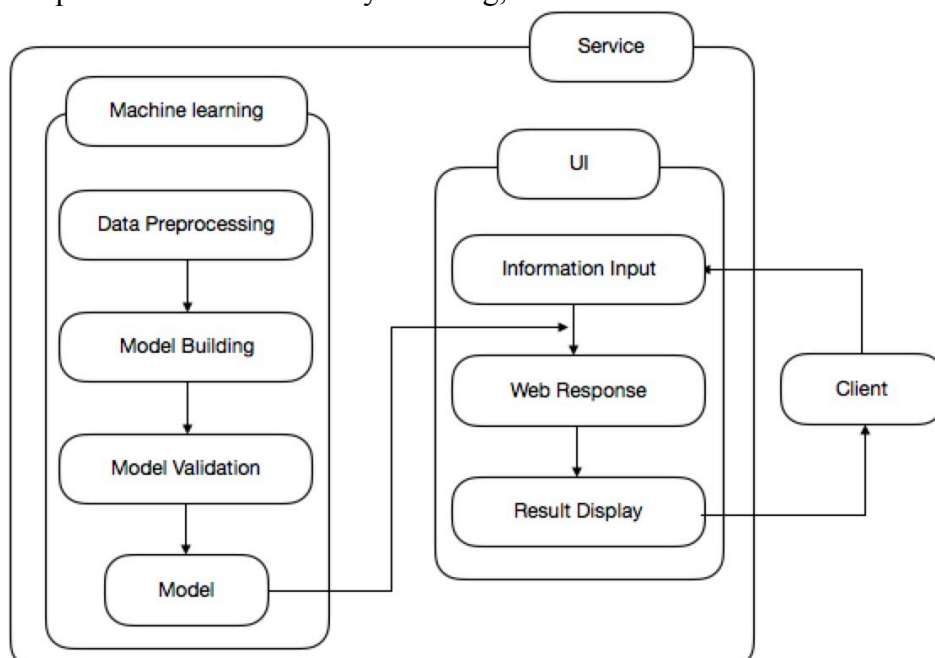 Service
Machine learning
Data Preprocessing
Model Building
Model Validation
Model
UI
Information Input
Web Response
Result Display
Client